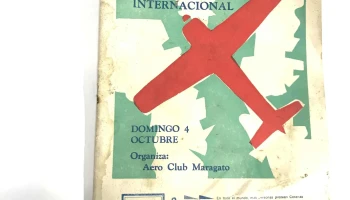 INTERNACIONAL
DOMINGO 4
OCTUBRE
Organiza:
Aero Club Maragato